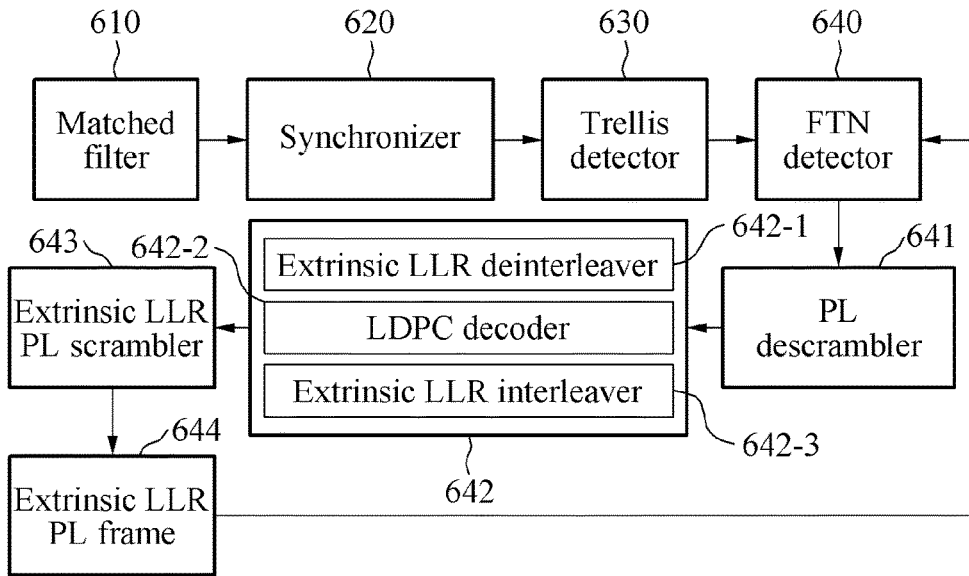 610
620
630
640
Matched
filter
Synchronizer
Trellis
detector
FTN
detector
643
642-2
642-1
641
Extrinsic LLR
PL scrambler
Extrinsic LLR deinterleaver
LDPC decoder
Extrinsic LLR interleaver
PL
descrambler
644
642-3
642
Extrinsic LLR
PL frame